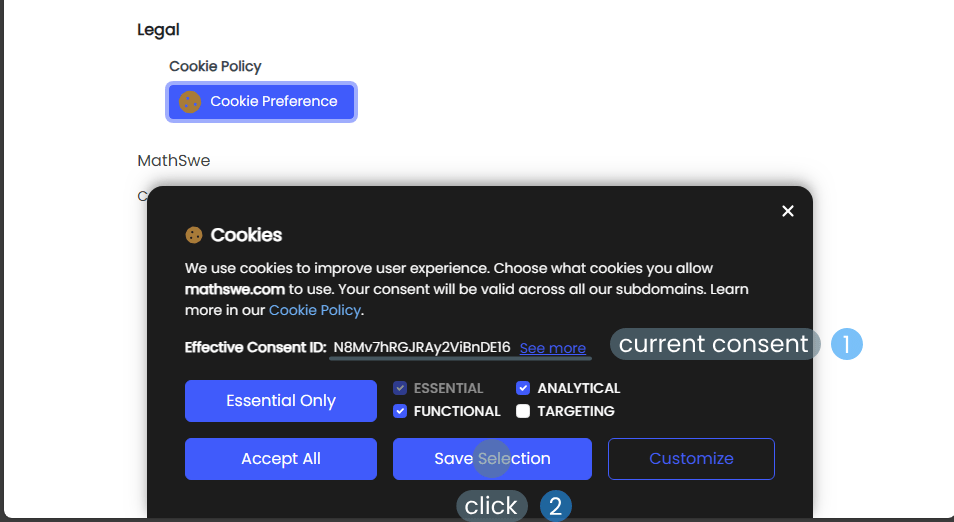 Legal
Cookie Policy
Cookie Preference
MathSwe
C
Cookies
We use cookies to improve user experience. Choose what cookies you allow
mathswe.com to use. Your consent will be valid across all our subdomains. Learn
more in our Cookie Policy.
Effective Consent ID: N8Mv7hRGJRAy2ViBnDE16 See more
current consent 1
Essential Only
ESSENTIAL ANALYTICAL
FUNCTIONAL TARGETING
Accept All Save Selection Customize
click 2